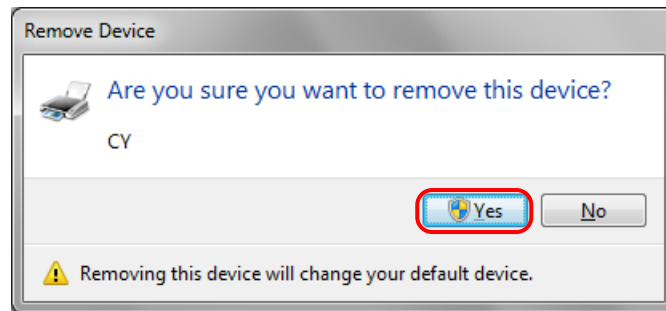 Remove Device
Are you sure you want to remove this device?
CY
Yes No
Removing this device will change your default device.